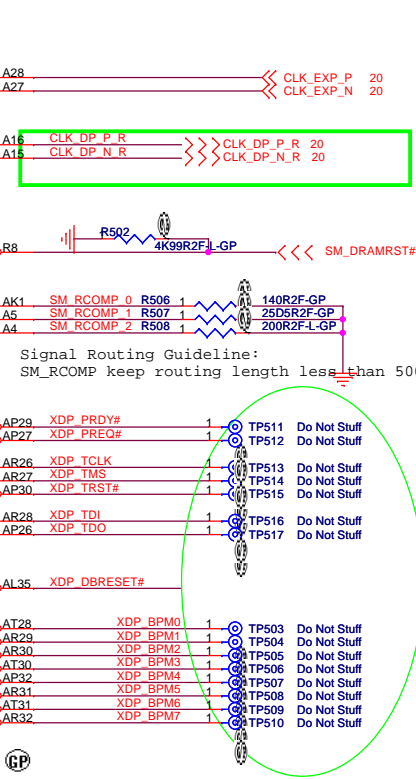 A28 CLK_EXP_P 20
A27 CLK_EXP_N 20
A16 CLK_DP_P_R CLK_DP_P_R 20
A15 CLK_DP_N_R CLK_DP_N_R 20
R502
R8 4K99R2F-L-GP SM_DRAMRST#
AK1 SM_RCOMP_0 R506 1 140R2F-GP
A5 SM_RCOMP_1 R507 1 25D5R2F-GP
A4 SM_RCOMP_2 R508 1 200R2F-L-GP
Signal Routing Guideline:
SM_RCOMP keep routing length less than 500
AP29 XDP_PRDY# 1 TP511 Do Not Stuff
AP27 XDP_PREQ# 1 TP512 Do Not Stuff
AR26 XDP_TCLK 1 TP513 Do Not Stuff
AR27 XDP_TMS 1 TP514 Do Not Stuff
AP30 XDP_TRST# 1 TP515 Do Not Stuff
AR28 XDP_TDI 1 TP516 Do Not Stuff
AP26 XDP_TDO 1 TP517 Do Not Stuff
AL35 XDP_DBRESET#
AT28 XDP_BPM0 1 TP503 Do Not Stuff
AR29 XDP_BPM1 1 TP504 Do Not Stuff
AR30 XDP_BPM2 1 TP505 Do Not Stuff
AT30 XDP_BPM3 1 TP506 Do Not Stuff
AP32 XDP_BPM4 1 TP507 Do Not Stuff
AR31 XDP_BPM5 1 TP508 Do Not Stuff
AT31 XDP_BPM6 1 TP509 Do Not Stuff
AR32 XDP_BPM7 1 TP510 Do Not Stuff
GP